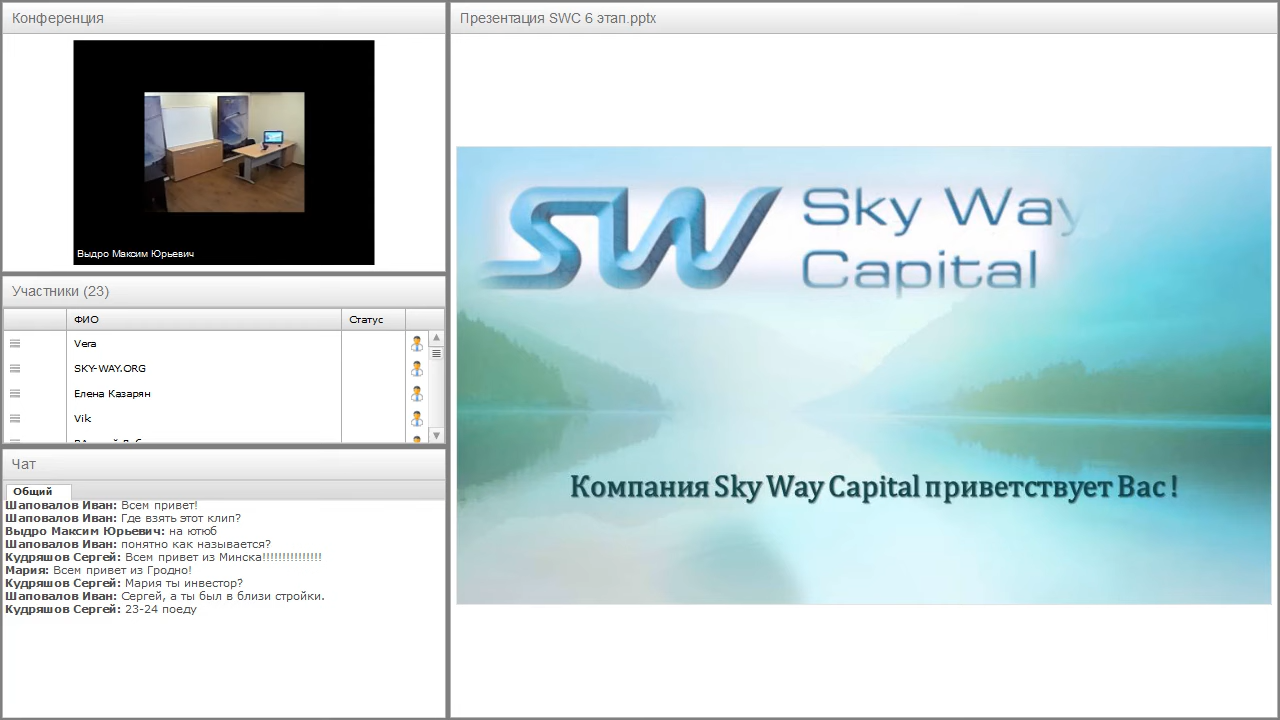 Конференция
Выдро Максим Юрьевич
Участники (23)
ФИО
Статус
Vera
SKY-WAY.ORG
Елена Казарян
Vik
Чат
Общий
Шаповалов Иван: Всем привет!
Шаповалов Иван: Где взять этот клип?
Выдро Максим Юрьевич: на ютюб
Шаповалов Иван: понятно как называется?
Кудряшов Сергей: Всем привет из Минска!!!!!!!!!!!!!!!
Мария: Всем привет из Гродно!
Кудряшов Сергей: Мария ты инвестор?
Шаповалов Иван: Сергей, а ты был в близи стройки.
Кудряшов Сергей: 23-24 поеду
Презентация SWC 6 этап.pptx
SW
Sky Way
Capital
Компания Sky Way Capital приветствует Вас !